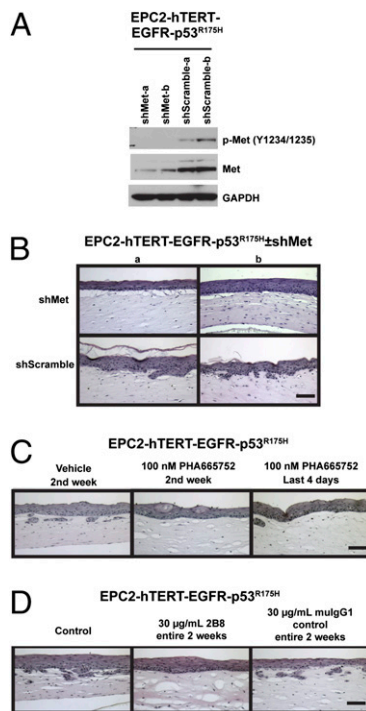 A
EPC2-hTERT-
EGFR-p53R175H
shMet-a
shMet-b
shScramble-a
shScramble-b
p-Met (Y1234/1235)
Met
GAPDH
B
EPC2-hTERT-EGFR-p53R175H±shMet
a b
shMet
shScramble
C
EPC2-hTERT-EGFR-p53R175H
Vehicle
2nd week
100 nM PHA665752
2nd week
100 nM PHA665752
Last 4 days
D
EPC2-hTERT-EGFR-p53R175H
Control
30 µg/mL 2B8
entire 2 weeks
30 µg/mL muIgG1
control
entire 2 weeks